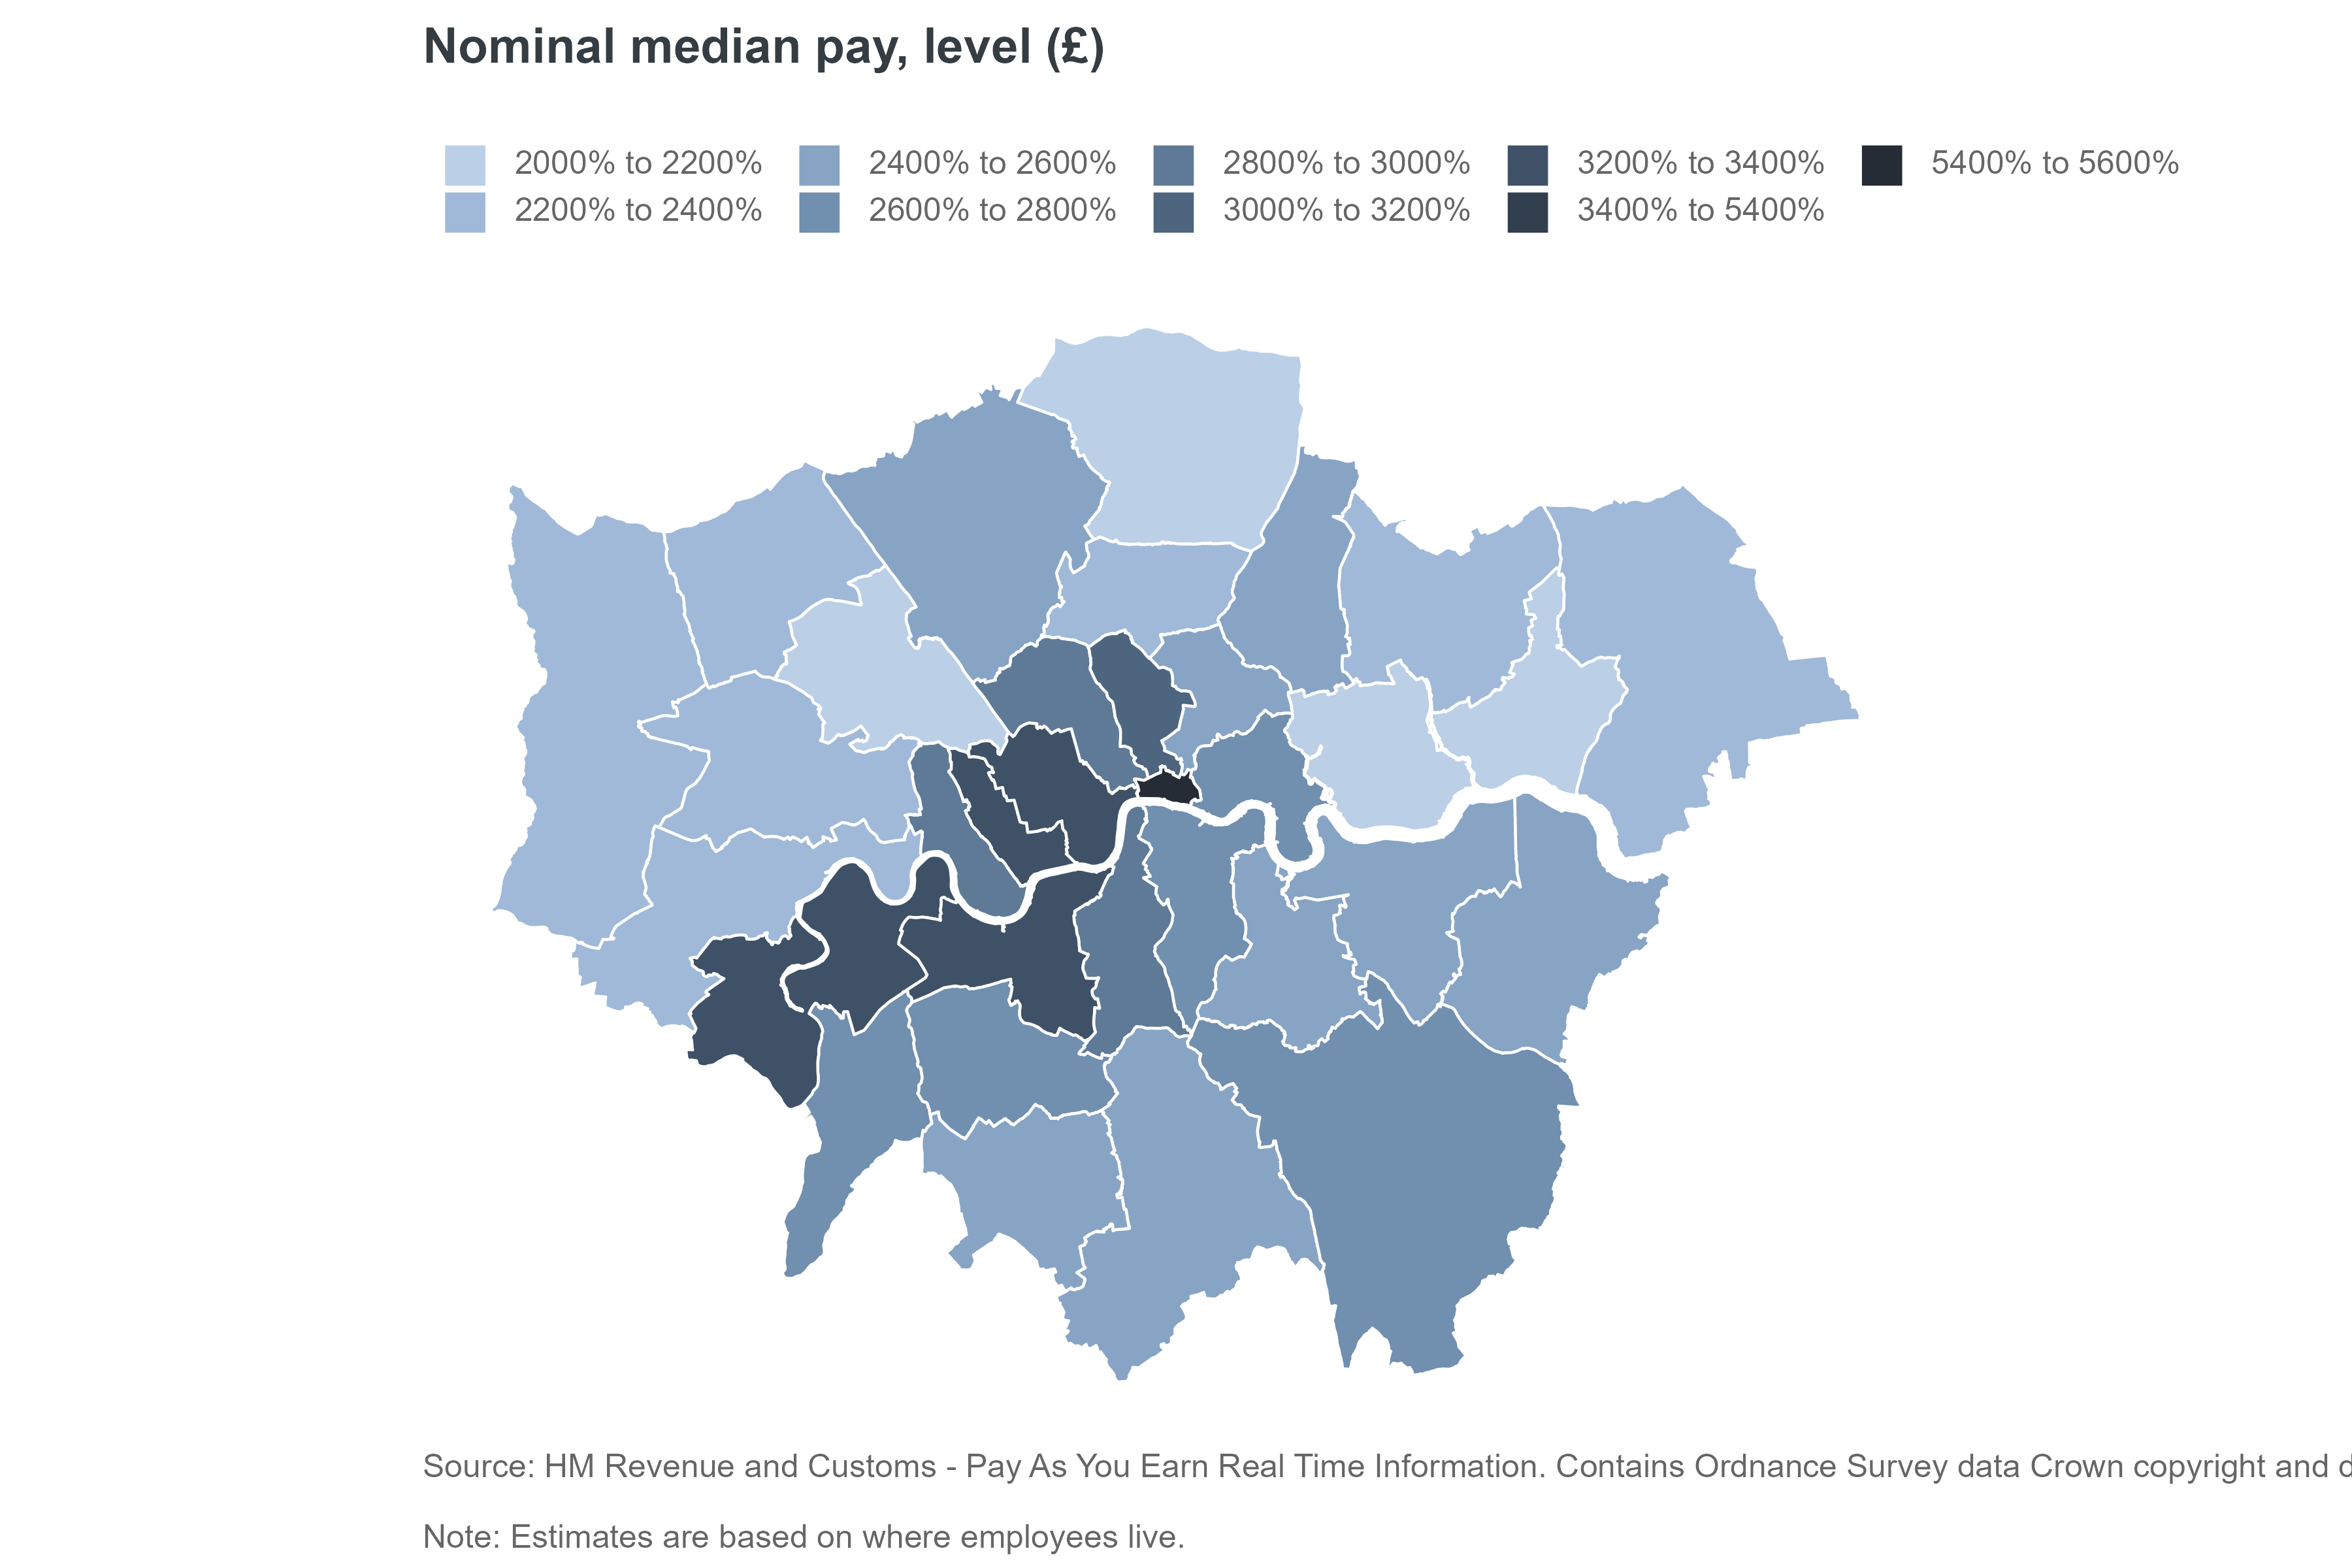 Nominal median pay, level (£)
2000% to 2200% 2400% to 2600% 2800% to 3000% 3200% to 3400% 5400% to 5600%
2200% to 2400% 2600% to 2800% 3000% to 3200% 3400% to 5400%
Source: HM Revenue and Customs - Pay As You Earn Real Time Information. Contains Ordnance Survey data Crown copyright and
Note: Estimates are based on where employees live.